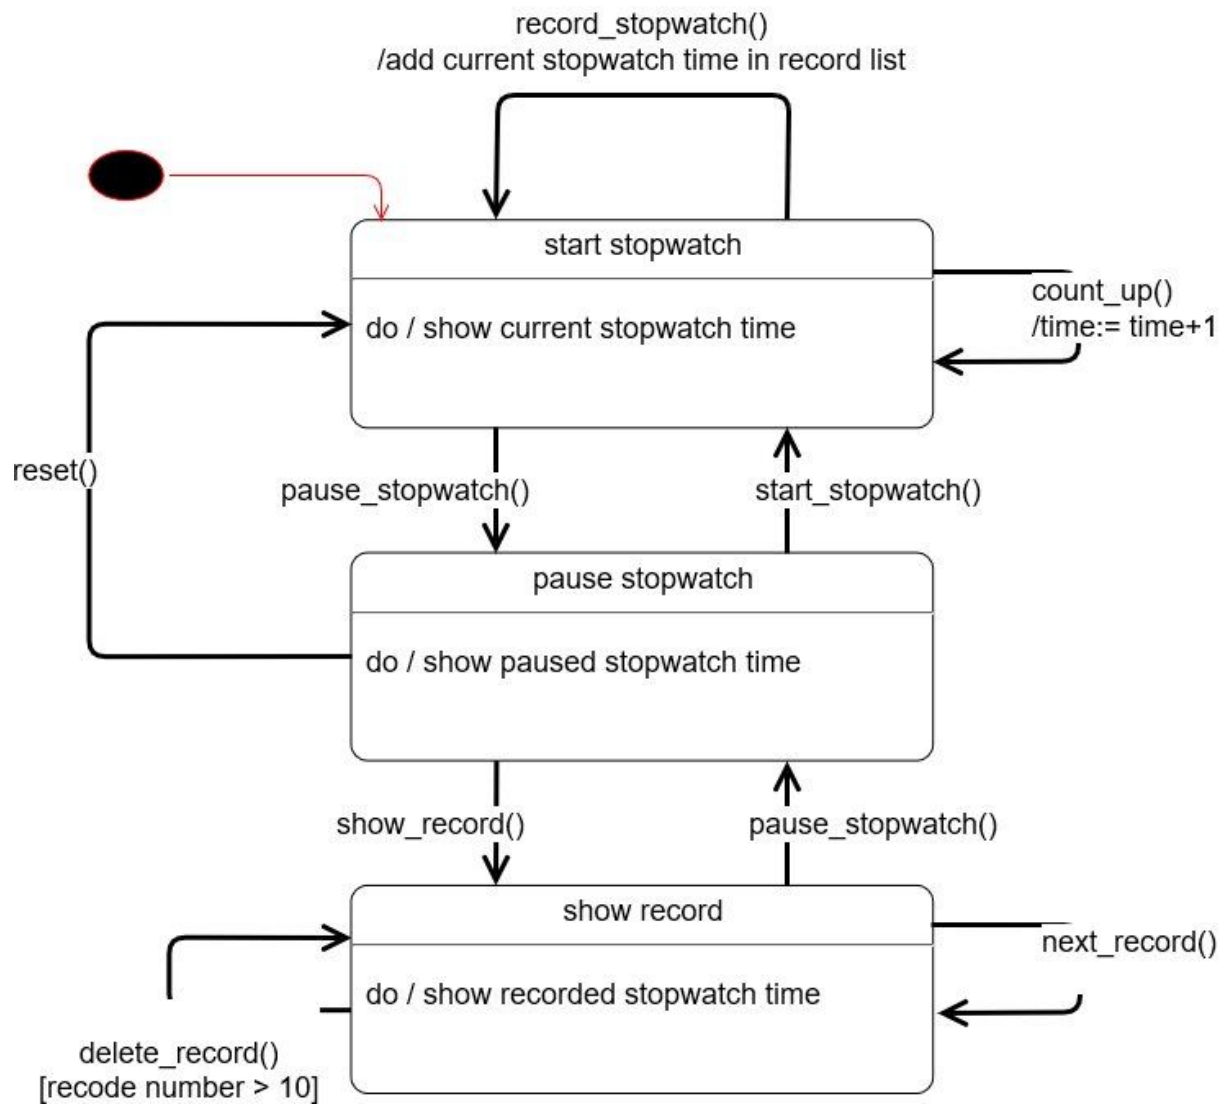 record_stopwatch()
/add current stopwatch time in record list
start stopwatch
count_up()
/time:= time+1
do / show current stopwatch time
reset()
pause_stopwatch()
start_stopwatch()
pause stopwatch
do / show paused stopwatch time
show_record()
pause_stopwatch()
show record
next_record()
do / show recorded stopwatch time
delete_record()
[recode number > 10]